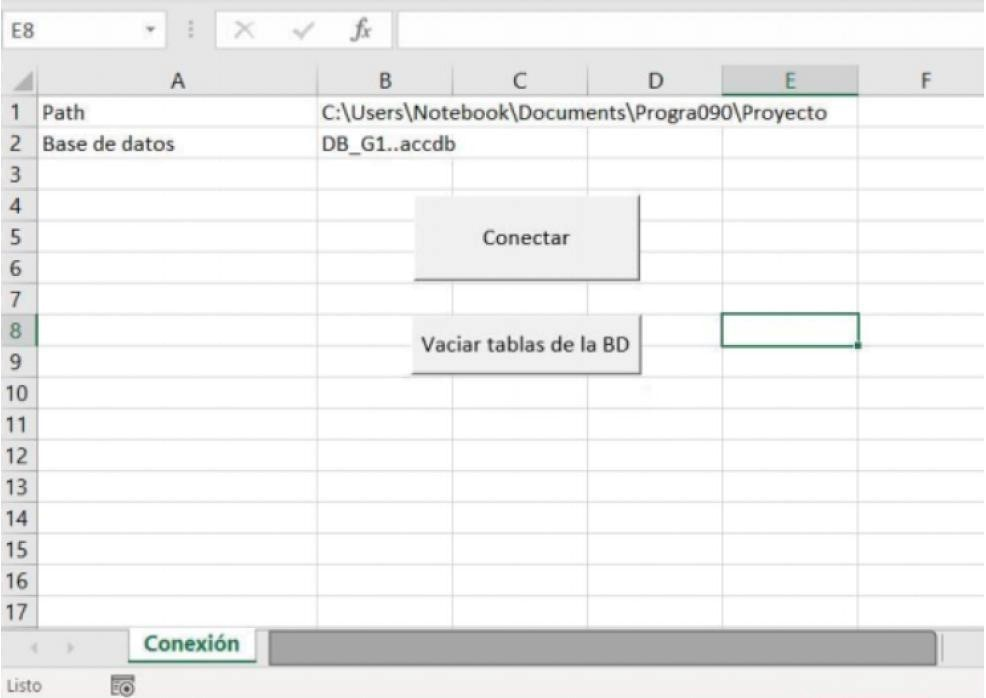 E8 fx
A B C D E F
1 Path C:\Users\Notebook\Documents\Progra090\Proyecto
2 Base de datos DB_G1..accdb
3
4
5 Conectar
6
7
8 Vaciar tablas de la BD
9
10
11
12
13
14
15
16
17
Conexión
Listo